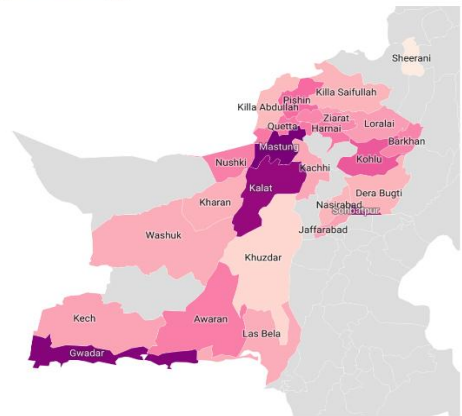 Sheerani
Killa Saifullah
Pishin
Killa Abdullah
Ziarat
Loralai
Quetta
Harnai
Barkhan
Mastung
Kohlu
Nushki
Kachhi
Kalat
Dera Bugti
Kharan
Nasirabad
Sohbatpur
Jaffarabad
Washuk
Khuzdar
Kech
Awaran
Las Bela
Gwadar